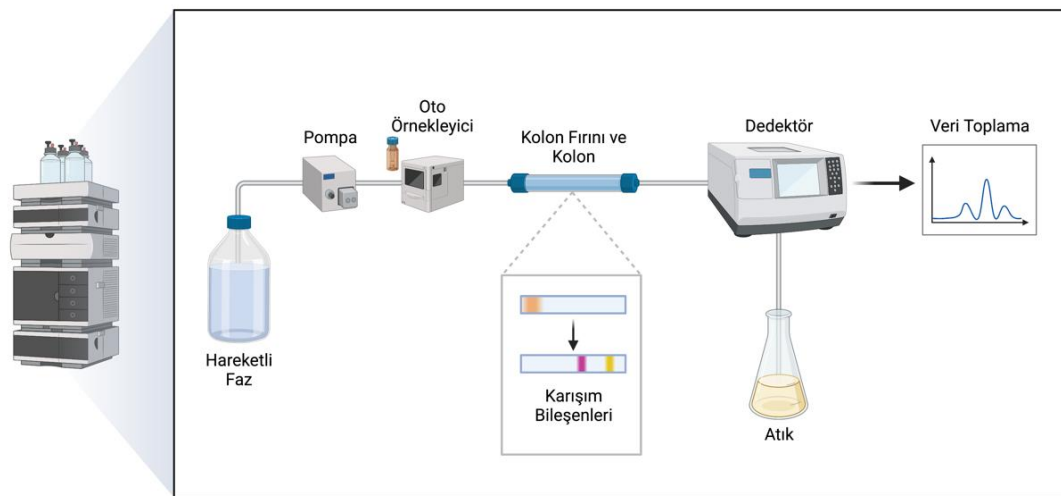 Oto
Örnekleyici
Pompa
Kolon Fırını ve
Kolon
Dedektör
Veri Toplama
Hareketli
Faz
Karışım
Bileşenleri
Atık